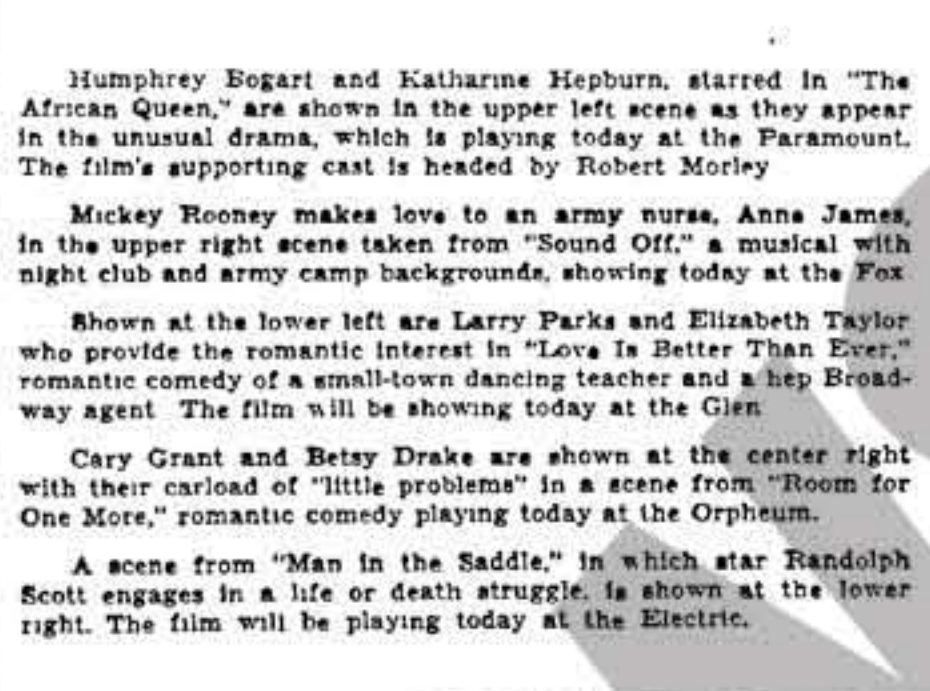 Humphrey Bogart and Katharine Hepburn, starred in "The
African Queen," are shown in the upper left scene as they appear
in the unusual drama, which is playing today at the Paramount.
The film's supporting cast is headed by Robert Morley
Mickey Rooney makes love to an army nurse, Anne James,
in the upper right scene taken from "Sound Off," a musical with
night club and army camp backgrounds, showing today at the Fox
Shown at the lower left are Larry Parks and Elizabeth Taylor
who provide the romantic interest in "Love Is Better Than Ever,"
romantic comedy of a small-town dancing teacher and a hep Broad-
way agent The film will be showing today at the Glen
Cary Grant and Betsy Drake are shown at the center right
with their carload of "little problems" in a scene from "Room for
One More," romantic comedy playing today at the Orpheum.
A scene from "Man in the Saddle," in which star Randolph
Scott engages in a life or death struggle, is shown at the lower
right. The film will be playing today at the Electric.